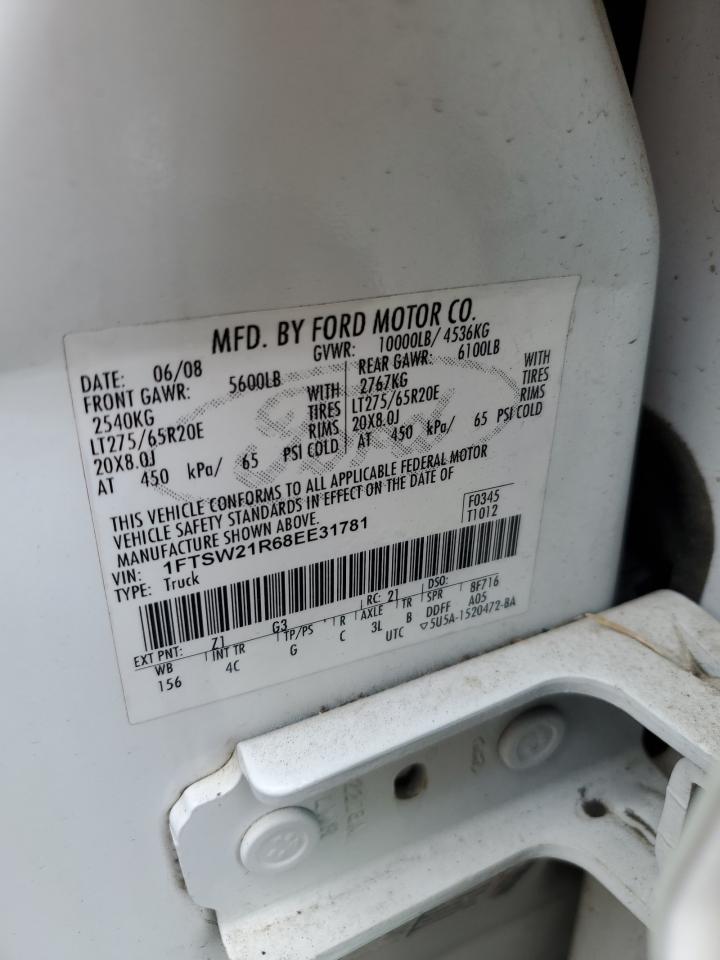 MFD. BY FORD MOTOR CO.
DATE: 06/08 GVWR: 10000LB/ 4536KG
FRONT GAWR: 5600LB REAR GAWR: 6100LB
2540KG WITH 2767KG WITH
LT275/65R20E TIRES LT275/65R20E TIRES
20X8.0J RIMS 20X8.0J RIMS
AT 450 kPa/ 65 PSI COLD AT 450 kPa/ 65 PSI COLD
Ford
THIS VEHICLE CONFORMS TO ALL APPLICABLE FEDERAL MOTOR
VEHICLE SAFETY STANDARDS IN EFFECT ON THE DATE OF
MANUFACTURE SHOWN ABOVE.
VIN: 1FTSW21R68EE31781 F0345
TYPE: Truck T1012
EXT PNT: Z1 G3 RC: 21 DSO: 8F716
WB INT TR TP/PS R AXLE TR SPR A05
156 4C G C 3L B DDFF
UTC ▽5U5A-1520472-BA